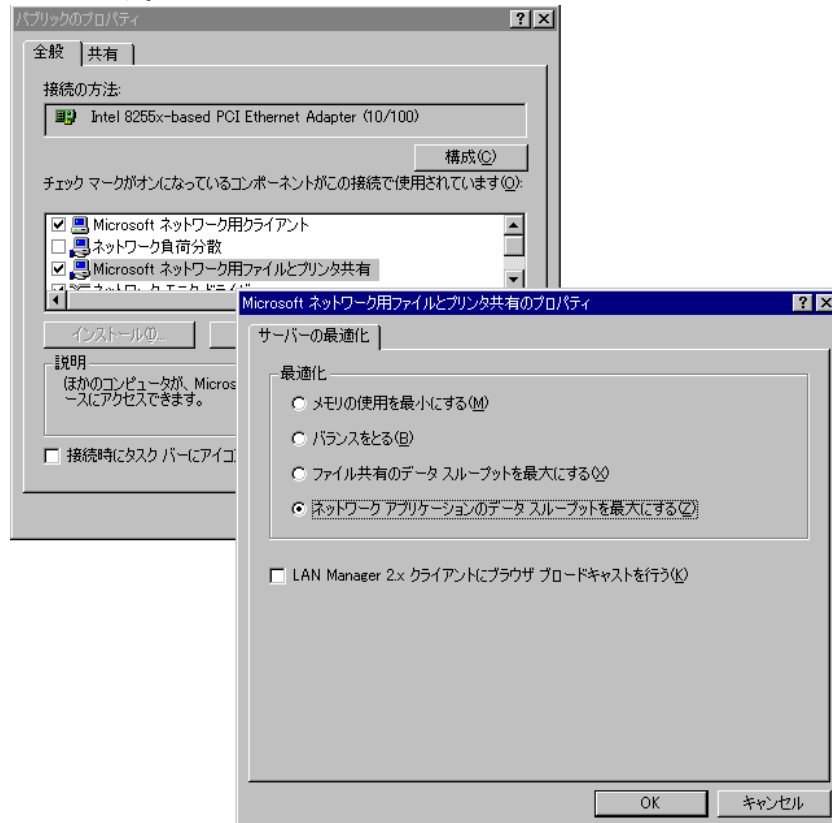 パブリックのプロパティ
全般
共有
接続の方法:
Intel 8255x-based PCI Ethernet Adapter (10/100)
構成(C)
チェック マークがオンになっているコンポーネントがこの接続で使用されています(O):
Microsoft ネットワーク用クライアント
ネットワーク負荷分散
Microsoft ネットワーク用ファイルとプリンタ共有
インストール(I)...
説明
ほかのコンピュータが、Micros
ースにアクセスできます。
接続時にタスク バーにアイコ
Microsoft ネットワーク用ファイルとプリンタ共有のプロパティ
サーバーの最適化
最適化
メモリの使用を最小にする(M)
バランスをとる(B)
ファイル共有のデータ スループットを最大にする(X)
ネットワーク アプリケーションのデータ スループットを最大にする(Z)
LAN Manager 2.x クライアントにブラウザ ブロードキャストを行う(K)
OK
キャンセル